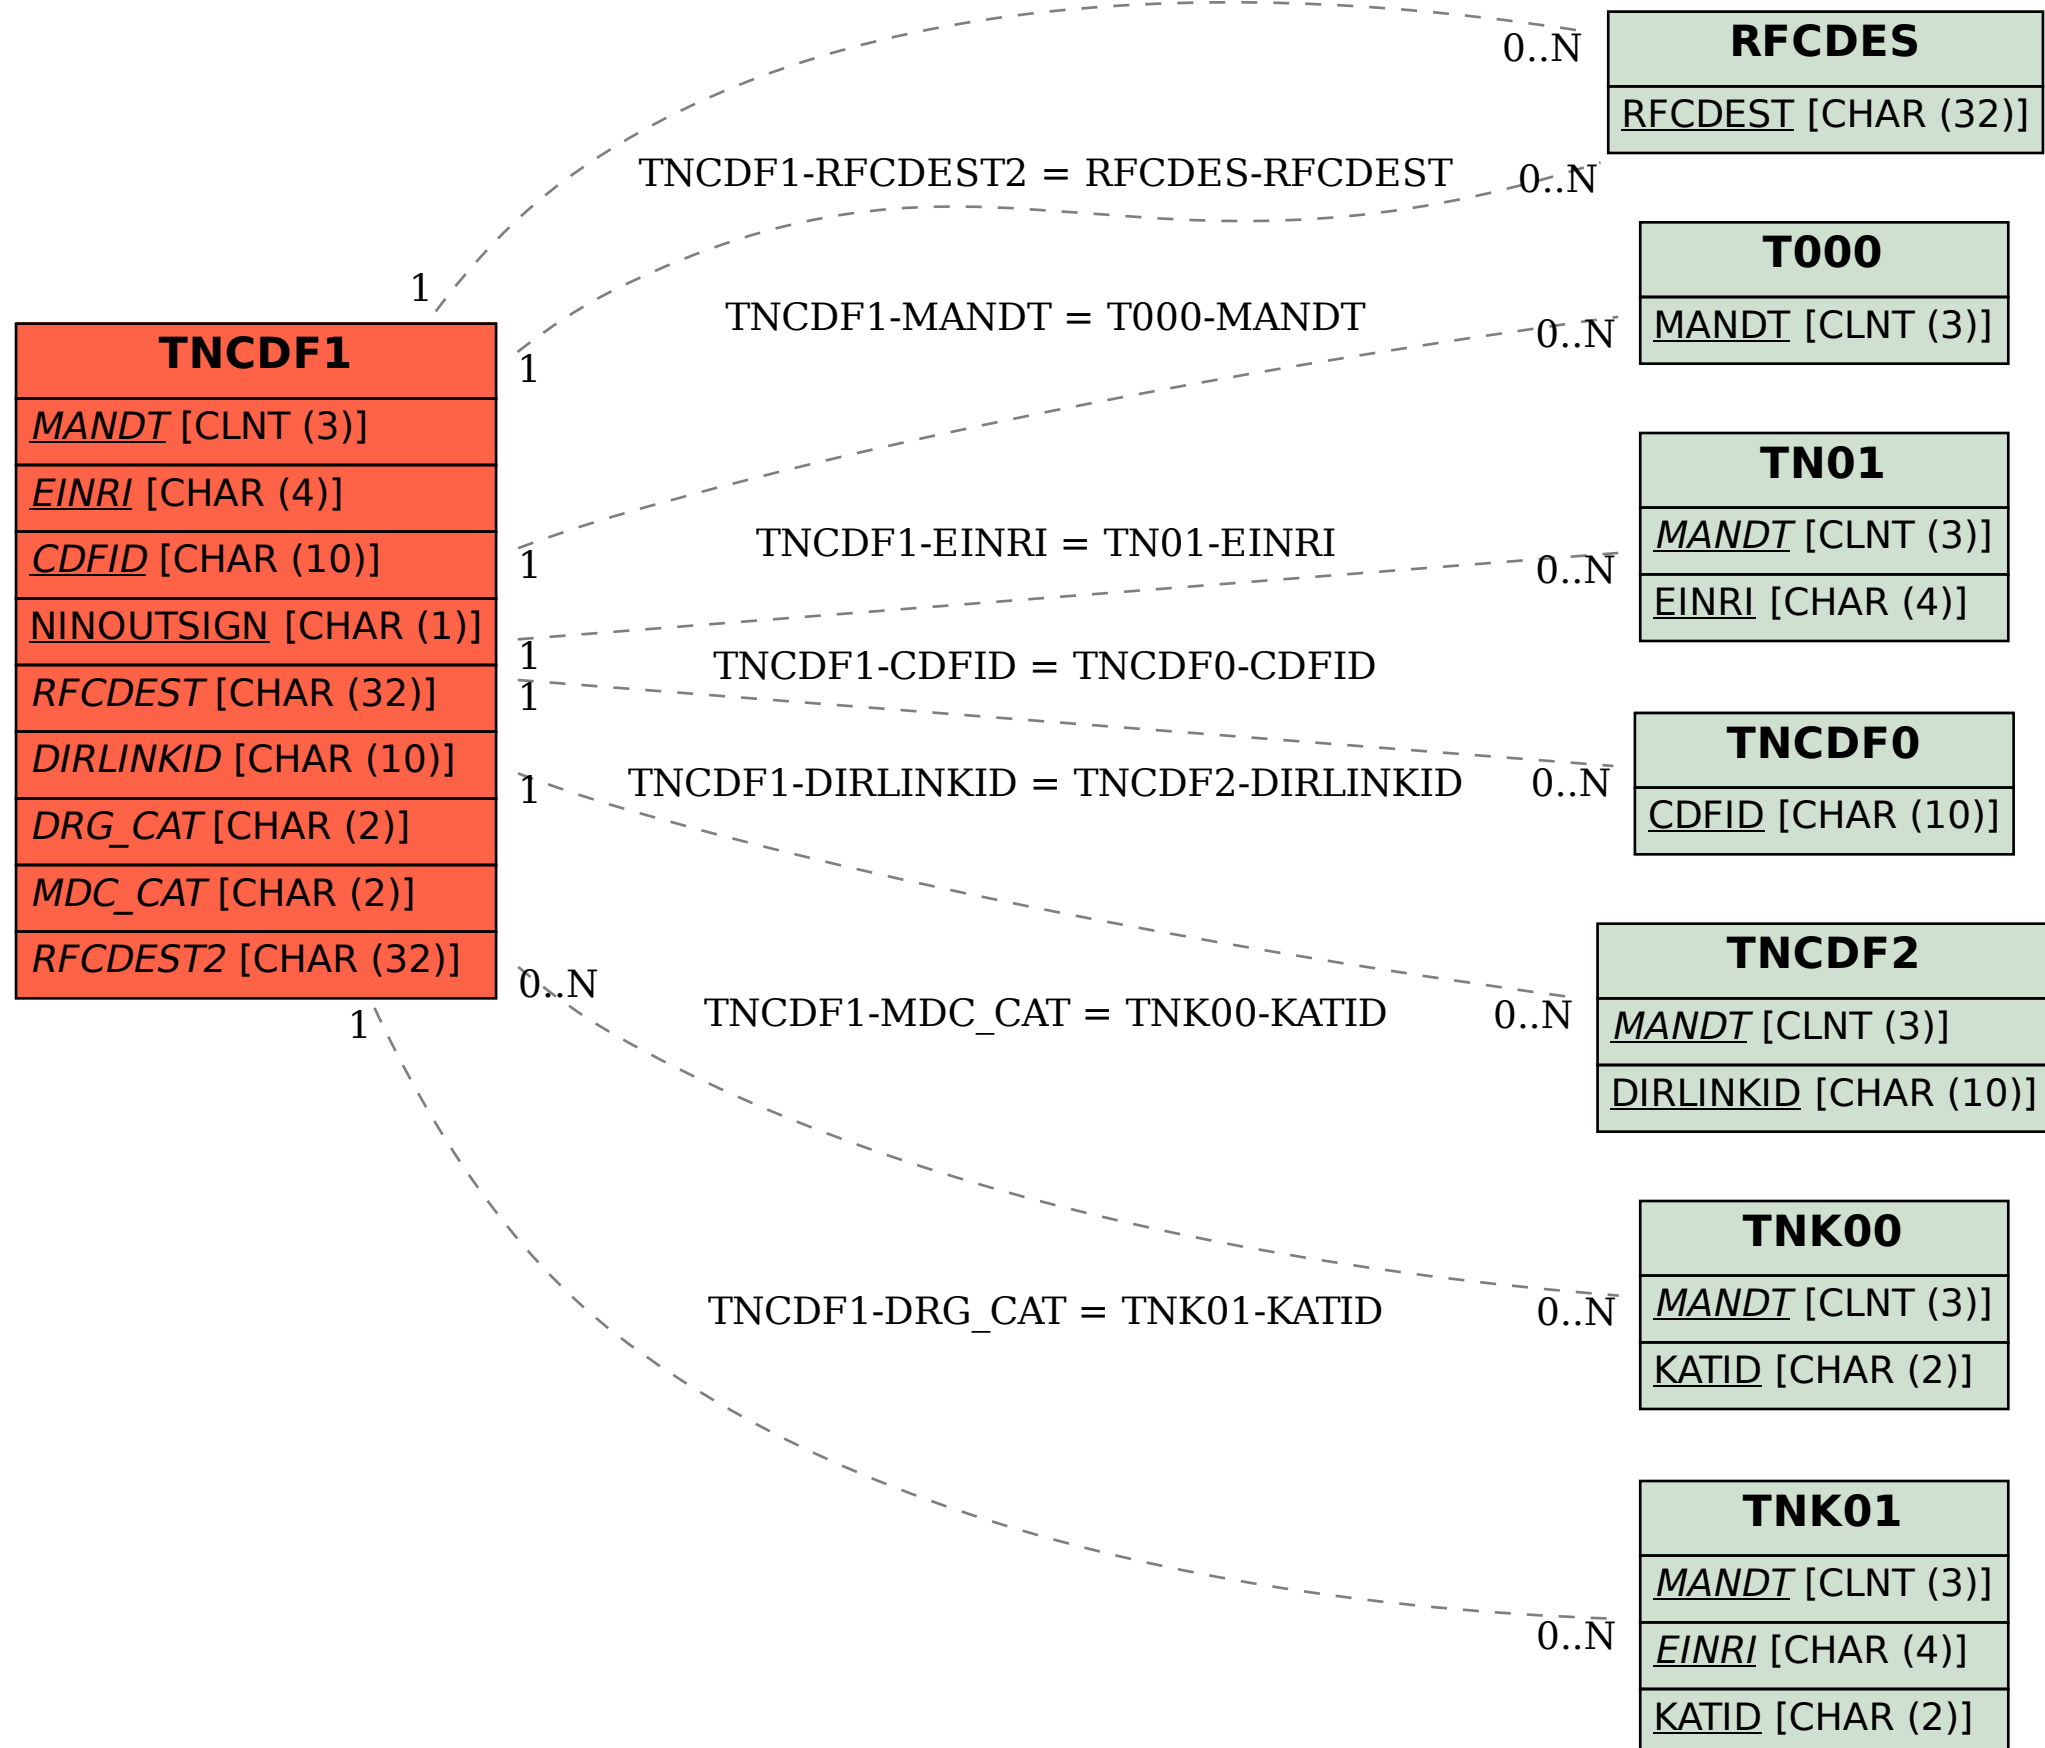 TNCDF1
MANDT [CLNT (3)]
EINRI [CHAR (4)]
CDFID [CHAR (10)]
NINOUTSIGN [CHAR (1)]
RFCDEST [CHAR (32)]
DIRLINKID [CHAR (10)]
DRG_CAT [CHAR (2)]
MDC_CAT [CHAR (2)]
RFCDEST2 [CHAR (32)]
1
0..N
TNCDF1-RFCDEST2 = RFCDES-RFCDEST
1
0..N
TNCDF1-MANDT = T000-MANDT
1
0..N
TNCDF1-EINRI = TN01-EINRI
1
0..N
TNCDF1-CDFID = TNCDF0-CDFID
1
0..N
TNCDF1-DIRLINKID = TNCDF2-DIRLINKID
1
0..N
TNCDF1-MDC_CAT = TNK00-KATID
0..N
0..N
TNCDF1-DRG_CAT = TNK01-KATID
1
0..N
RFCDES
RFCDEST [CHAR (32)]
T000
MANDT [CLNT (3)]
TN01
MANDT [CLNT (3)]
EINRI [CHAR (4)]
TNCDF0
CDFID [CHAR (10)]
TNCDF2
MANDT [CLNT (3)]
DIRLINKID [CHAR (10)]
TNK00
MANDT [CLNT (3)]
KATID [CHAR (2)]
TNK01
MANDT [CLNT (3)]
EINRI [CHAR (4)]
KATID [CHAR (2)]